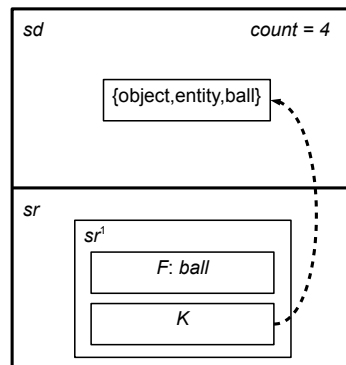 sd count = 4
{object,entity,ball}
sr
sr¹
F: ball
K